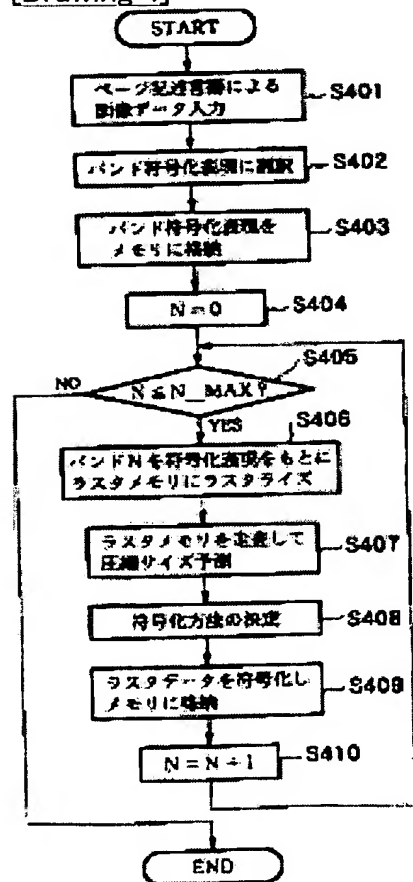 [Drawing 4]
START
ページ記述言語による
画像データ入力
S401
バンド符号化表現に翻訳
S402
バンド符号化表現を
メモリに格納
S403
N=0
S404
S405
NO
N≦N_MAX?
YES
S406
バンドNを符号化表現をもとに
ラスタメモリにラスタライズ
ラスタメモリを走査して
圧縮サイズ予測
S407
符号化方法の決定
S408
ラスタデータを符号化し
メモリに格納
S409
N=N+1
S410
END